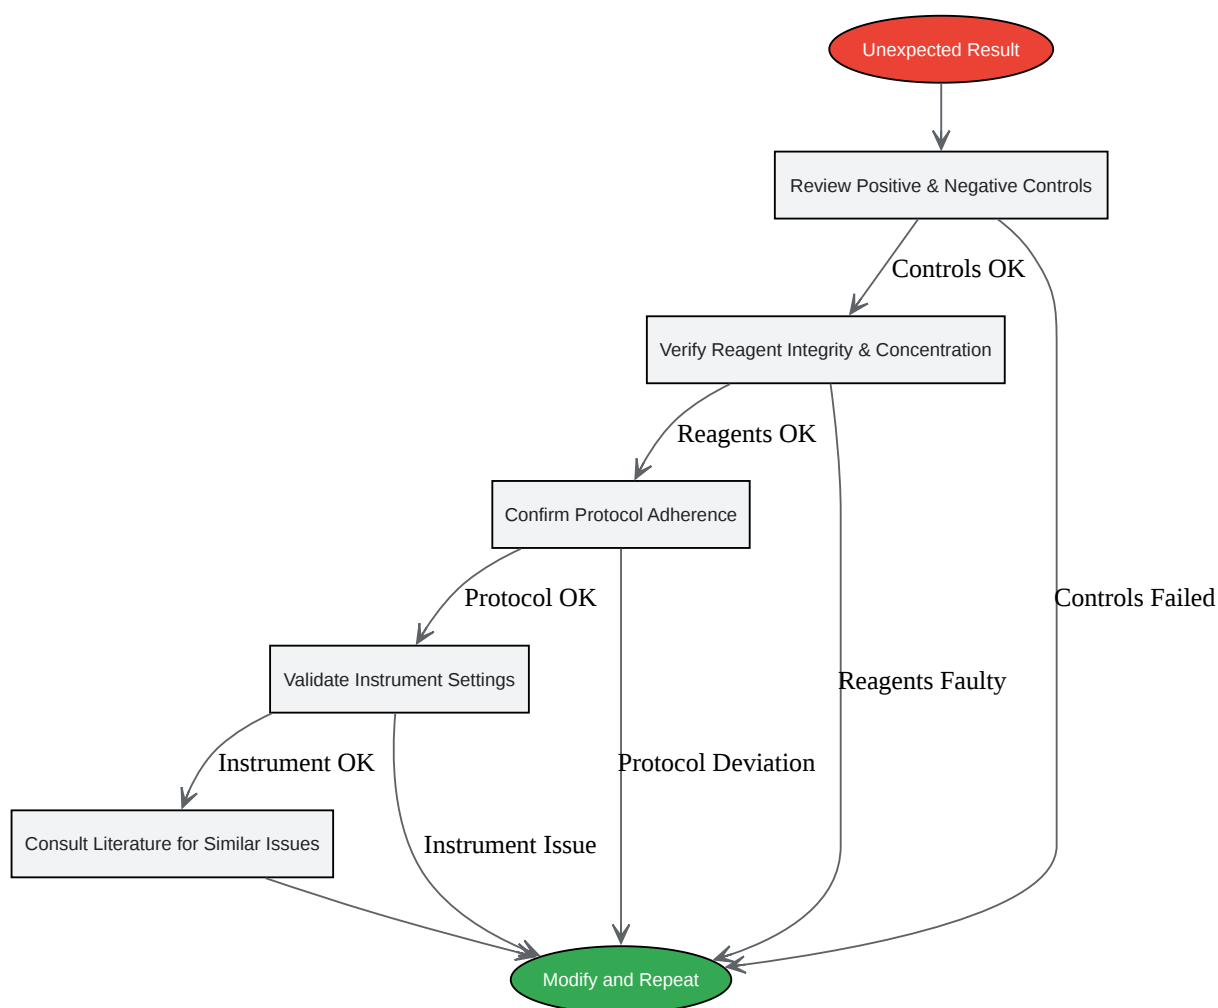 Unexpected Result
Review Positive & Negative Controls
Controls OK
Verify Reagent Integrity & Concentration
Reagents OK
Confirm Protocol Adherence
Protocol OK
Controls Failed
Validate Instrument Settings
Reagents Faulty
Instrument OK
Protocol Deviation
Consult Literature for Similar Issues
Instrument Issue
Modify and Repeat